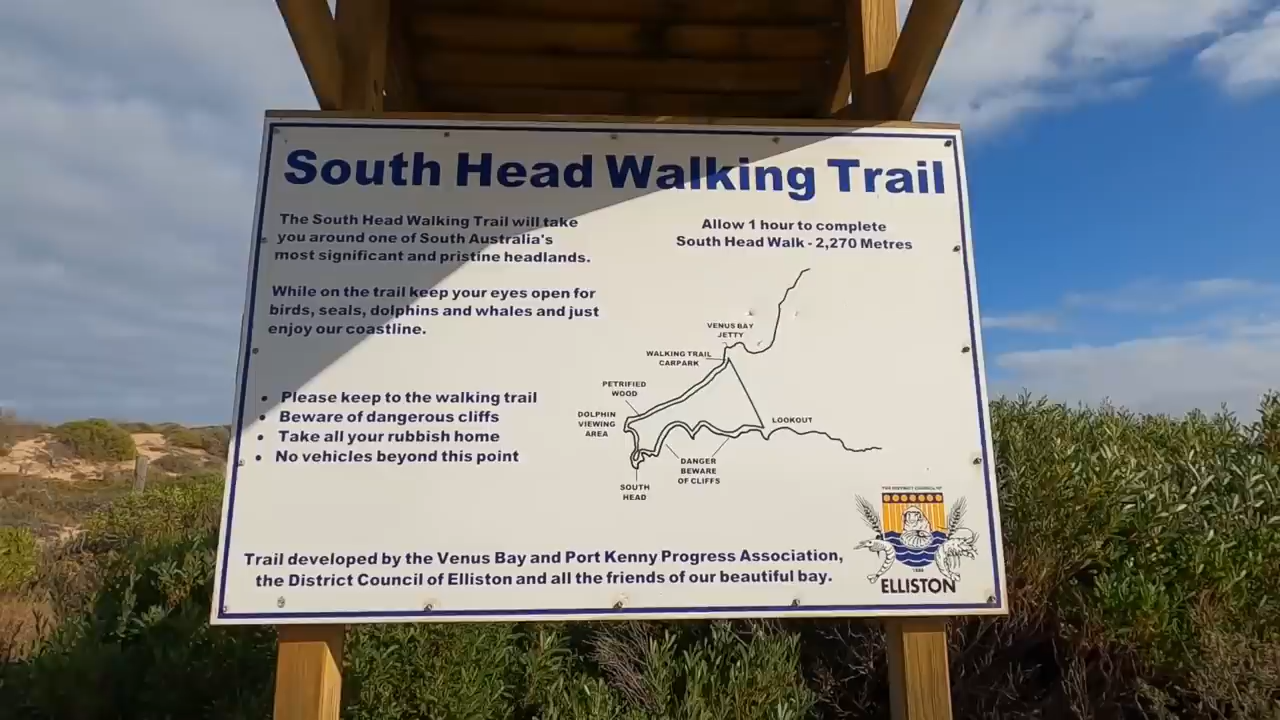 South Head Walking Trail
The South Head Walking Trail will take
you around one of South Australia's
most significant and pristine headlands.
While on the trail keep your eyes open for
birds, seals, dolphins and whales and just
enjoy our coastline.
• Please keep to the walking trail
• Beware of dangerous cliffs
• Take all your rubbish home
• No vehicles beyond this point
Allow 1 hour to complete
South Head Walk - 2,270 Metres
VENUS BAY
JETTY
WALKING TRAIL
CARPARK
PETRIFIED
WOOD
DOLPHIN
VIEWING
AREA
LOOKOUT
DANGER
BEWARE
OF CLIFFS
SOUTH
HEAD
Trail developed by the Venus Bay and Port Kenny Progress Association,
the District Council of Elliston and all the friends of our beautiful bay.
THE DISTRICT COUNCIL OF
ELLISTON